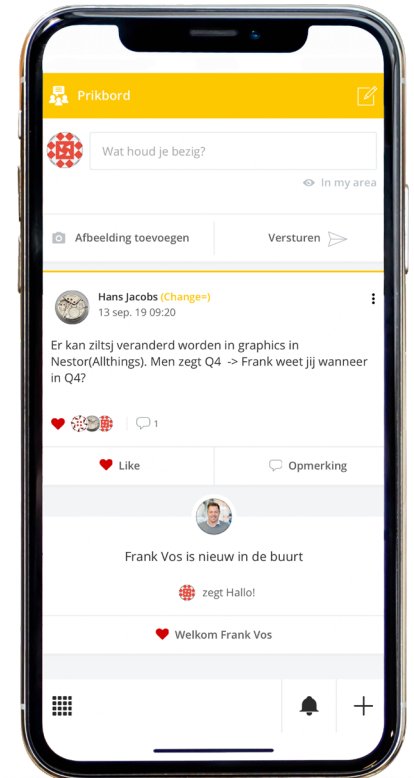 Prikbord
Wat houd je bezig?
In my area
Afbeelding toevoegen
Versturen
Hans Jacobs (Change=)
13 sep. 19 09:20
Er kan ziltsj veranderd worden in graphics in
Nestor(Allthings). Men zegt Q4 -> Frank weet jij wanneer
in Q4?
1
Like
Opmerking
Frank Vos is nieuw in de buurt
zegt Hallo!
Welkom Frank Vos